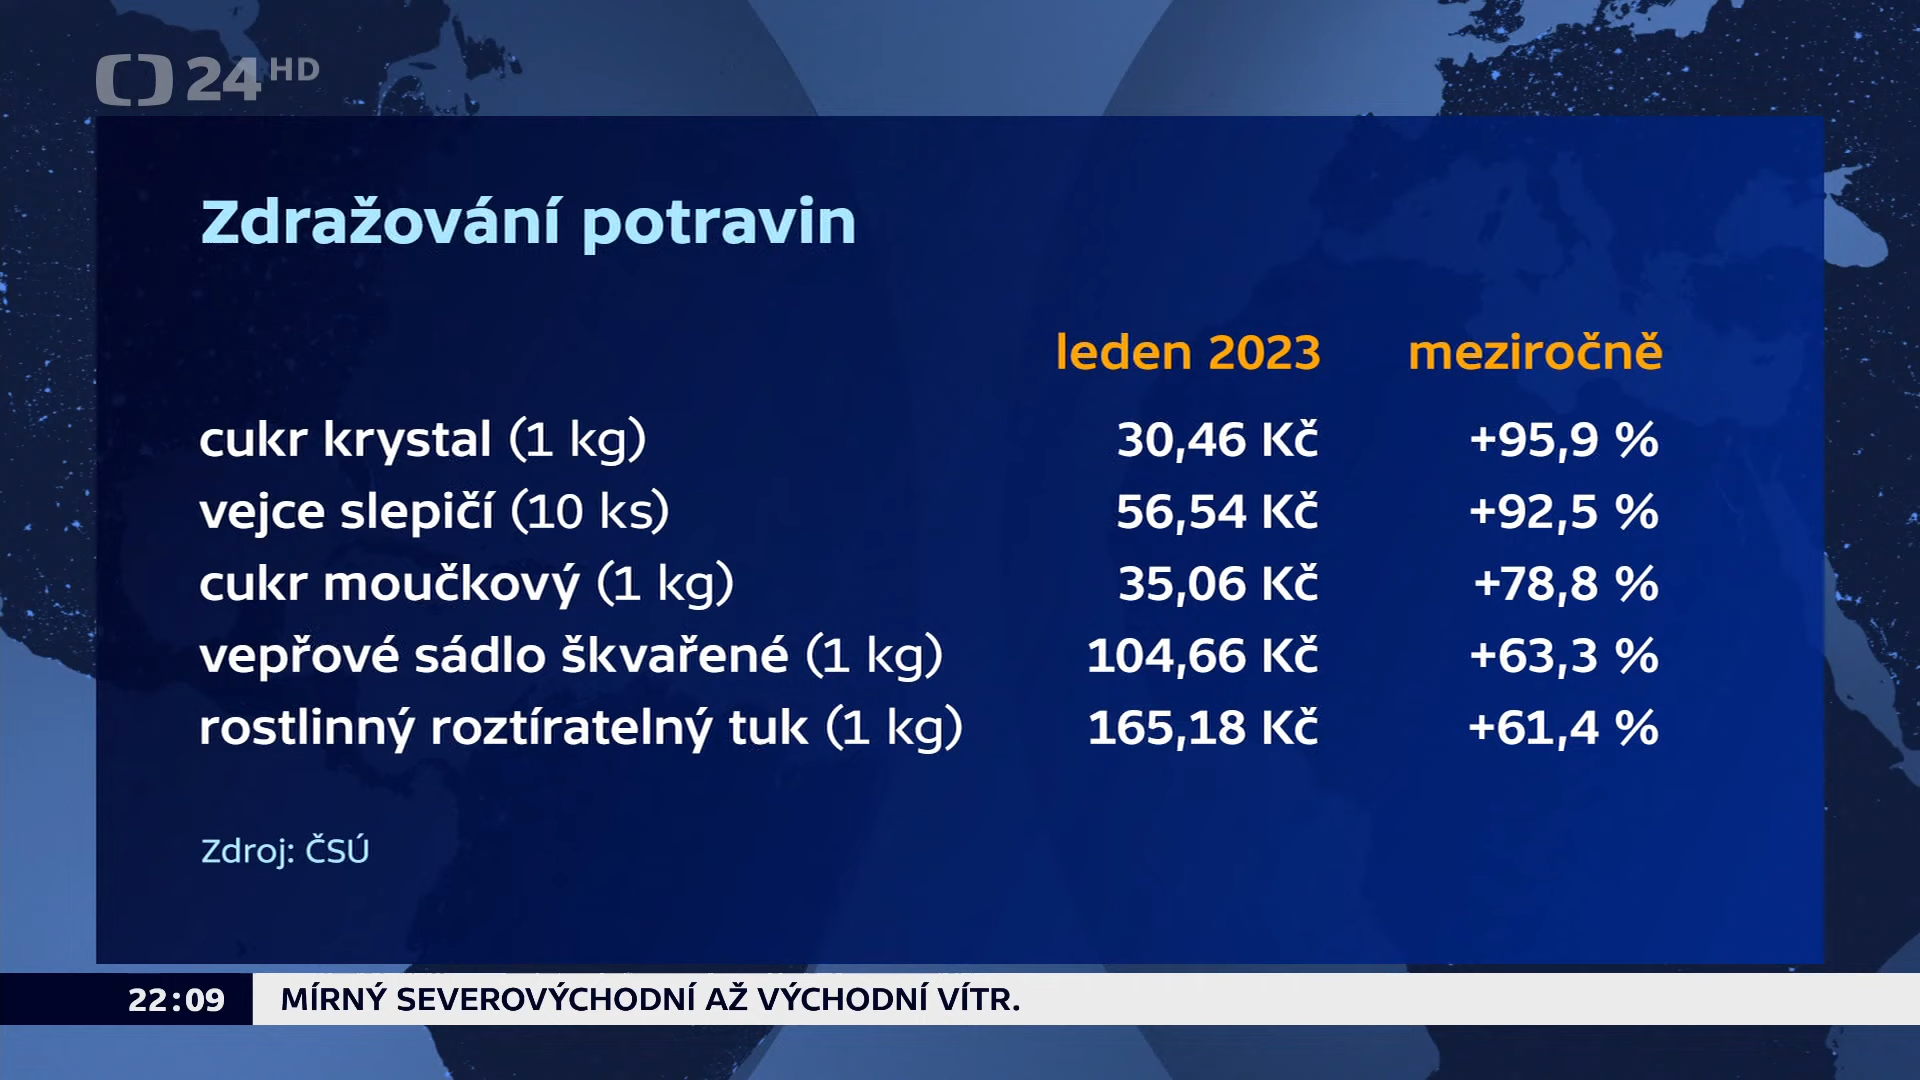 24 HD
Zdražování potravin
leden 2023 meziročně
cukr krystal (1 kg) 30,46 Kč +95,9 %
vejce slepičí (10 ks) 56,54 Kč +92,5 %
cukr moučkový (1 kg) 35,06 Kč +78,8 %
vepřové sádlo škvařené (1 kg) 104,66 Kč +63,3 %
rostlinný roztíratelný tuk (1 kg) 165,18 Kč +61,4 %
Zdroj: ČSÚ
22:09 MÍRNÝ SEVEROVÝCHODNÍ AŽ VÝCHODNÍ VÍTR.